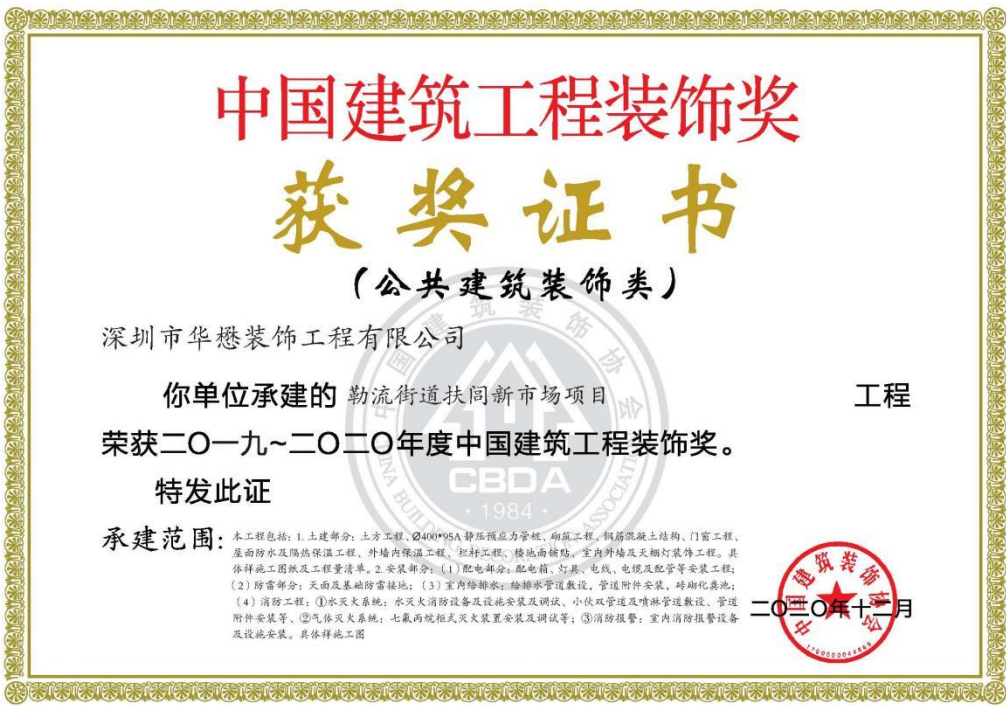 中国建筑工程装饰奖
获奖证书
(公共建筑装饰类)
深圳市华懋装饰工程有限公司
你单位承建的 勒流街道扶闾新市场项目 工程
荣获二〇一九~二〇二〇年度中国建筑工程装饰奖。
特发此证
承建范围: 本工程包括: 1. 土建部分: 土方工程、Ø400*95A 静压预应力管桩、砌筑工程、钢筋混凝土结构、门窗工程、
屋面防水及隔热保温工程、外墙内保温工程、栏杆工程、楼地面铺贴、室内外墙及天棚灯装饰工程。具
体祥施工图纸及工程量清单。2. 安装部分: (1) 配电部分: 配电箱、灯具、电线、电缆及配管等安装工程;
(2) 防雷部分: 天面及基础防雷接地; (3) 室内给排水: 给排水管道敷设, 管道附件安装, 砖砌化粪池;
(4) 消防工程: ①水灭火系统: 水灭火消防设备及设施安装及调试、小伙双管道及喷淋管道敷设、管道
附件安装等、②气体灭火系统: 七氟丙烷柜式灭火装置安装及调试等; ③消防报警: 室内消防报警设备
及设施安装。具体祥施工图
二〇二〇年十二月
中国建筑装饰协会
中国建筑装饰协会
CBDA
·1984·
CHINA BUILDING DECORATION ASSOCIATION